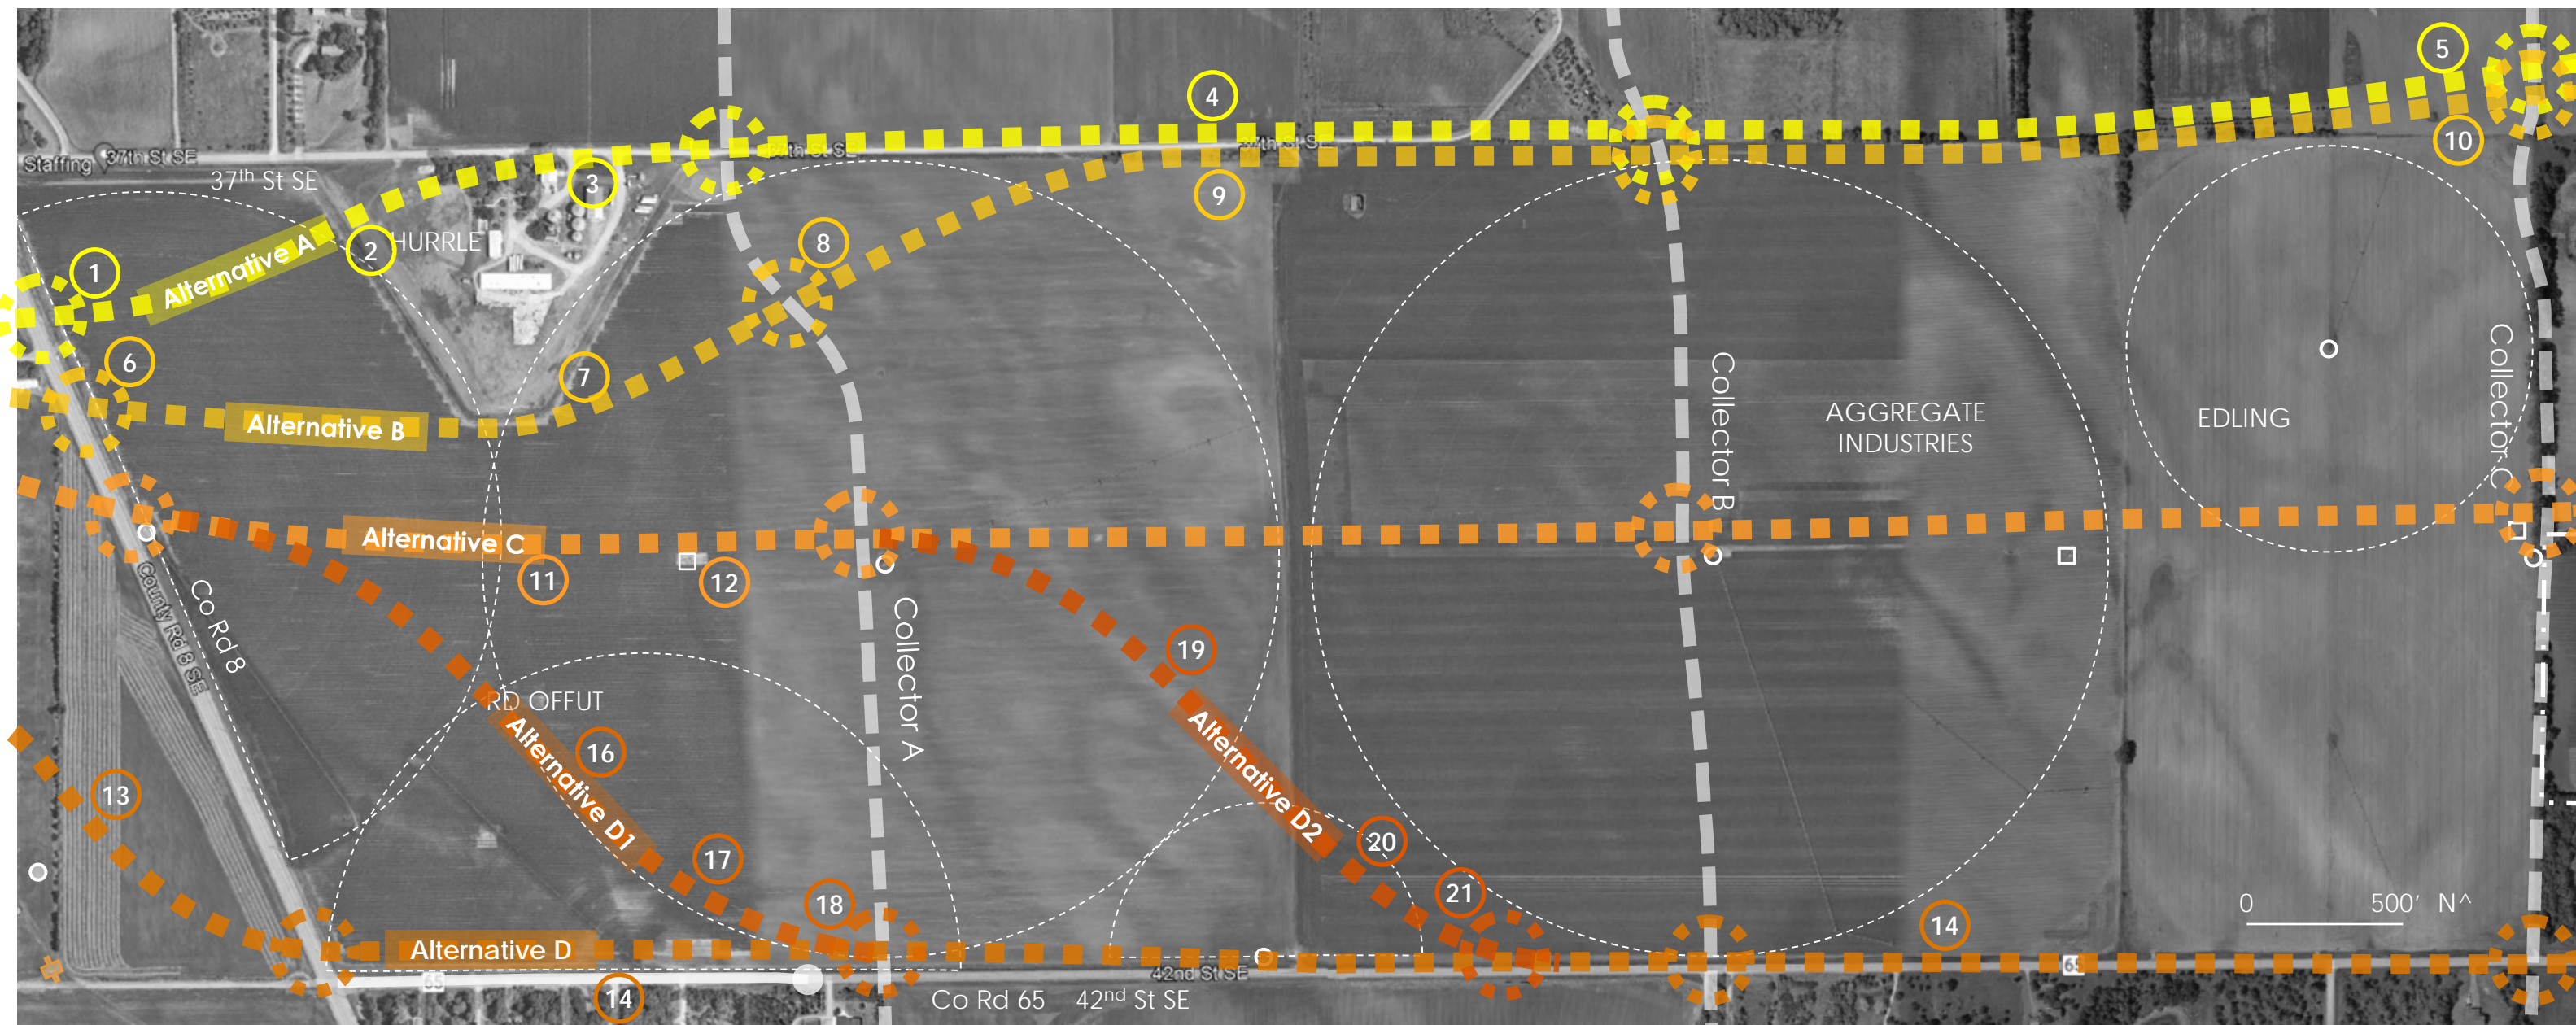 5
4
10
Staffing
37th St SE
37th St SE
37th St SE
37th St SE
3
9
1
Alternative A
2
HURRLE
8
6
7
Alternative B
Collector A
Collector B
Collector C
AGGREGATE
INDUSTRIES
EDLING
Alternative C
11
12
County Rd 8 SE
Co Rd 8
19
RD OFFUT
16
Alternative D1
Alternative D2
13
17
20
18
21
14
0 500' N^
Alternative D
65
14
42nd St SE
65
Co Rd 65 42nd St SE